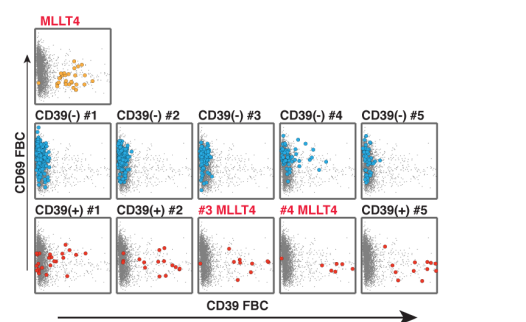 MLLT4
CD39(-) #1 CD39(-) #2 CD39(-) #3 CD39(-) #4 CD39(-) #5
CD69 FBC
CD39(+) #1 CD39(+) #2 #3 MLLT4 #4 MLLT4 CD39(+) #5
CD39 FBC